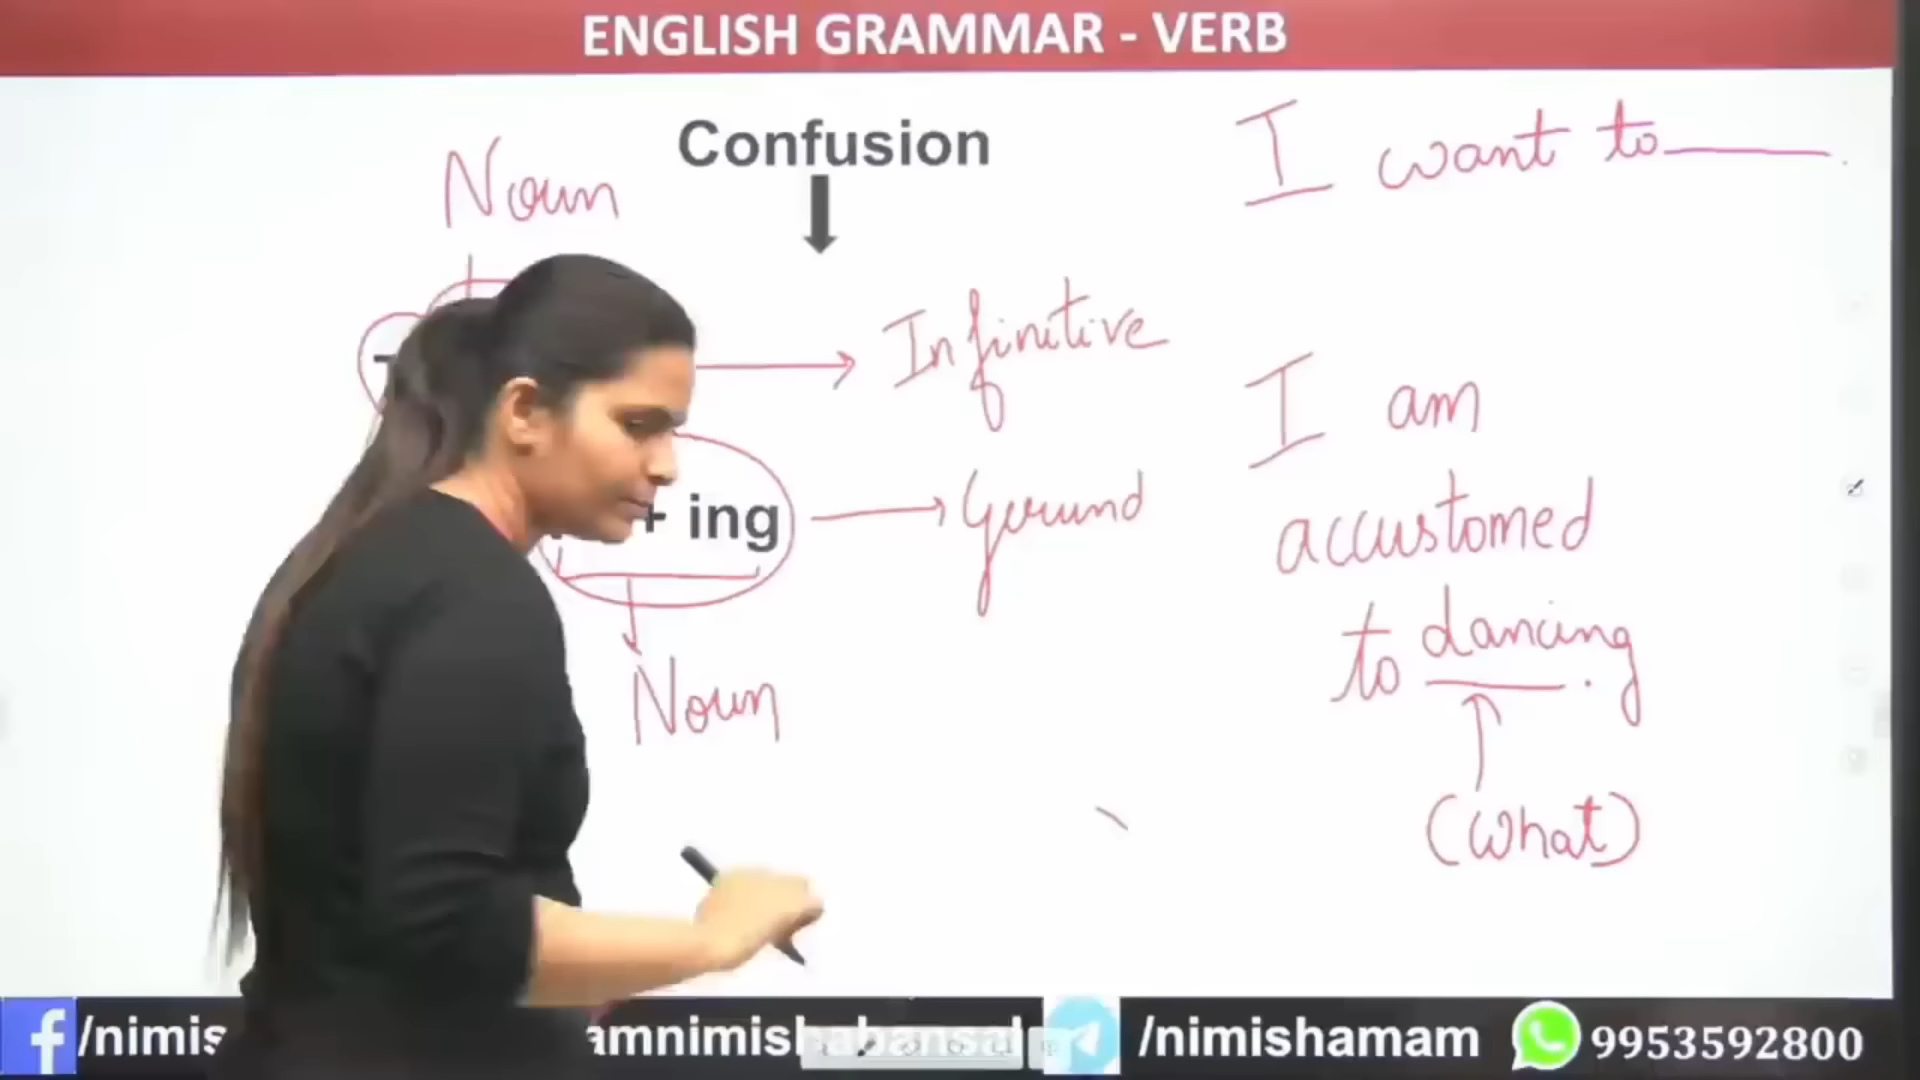 ENGLISH GRAMMAR - VERB
Confusion
Noun
I want to
Infinitive
+ ing
Gerund
Noun
I am
accustomed
to dancing.
(what)
/nimis
amnimishabansal
/nimishamam
9953592800